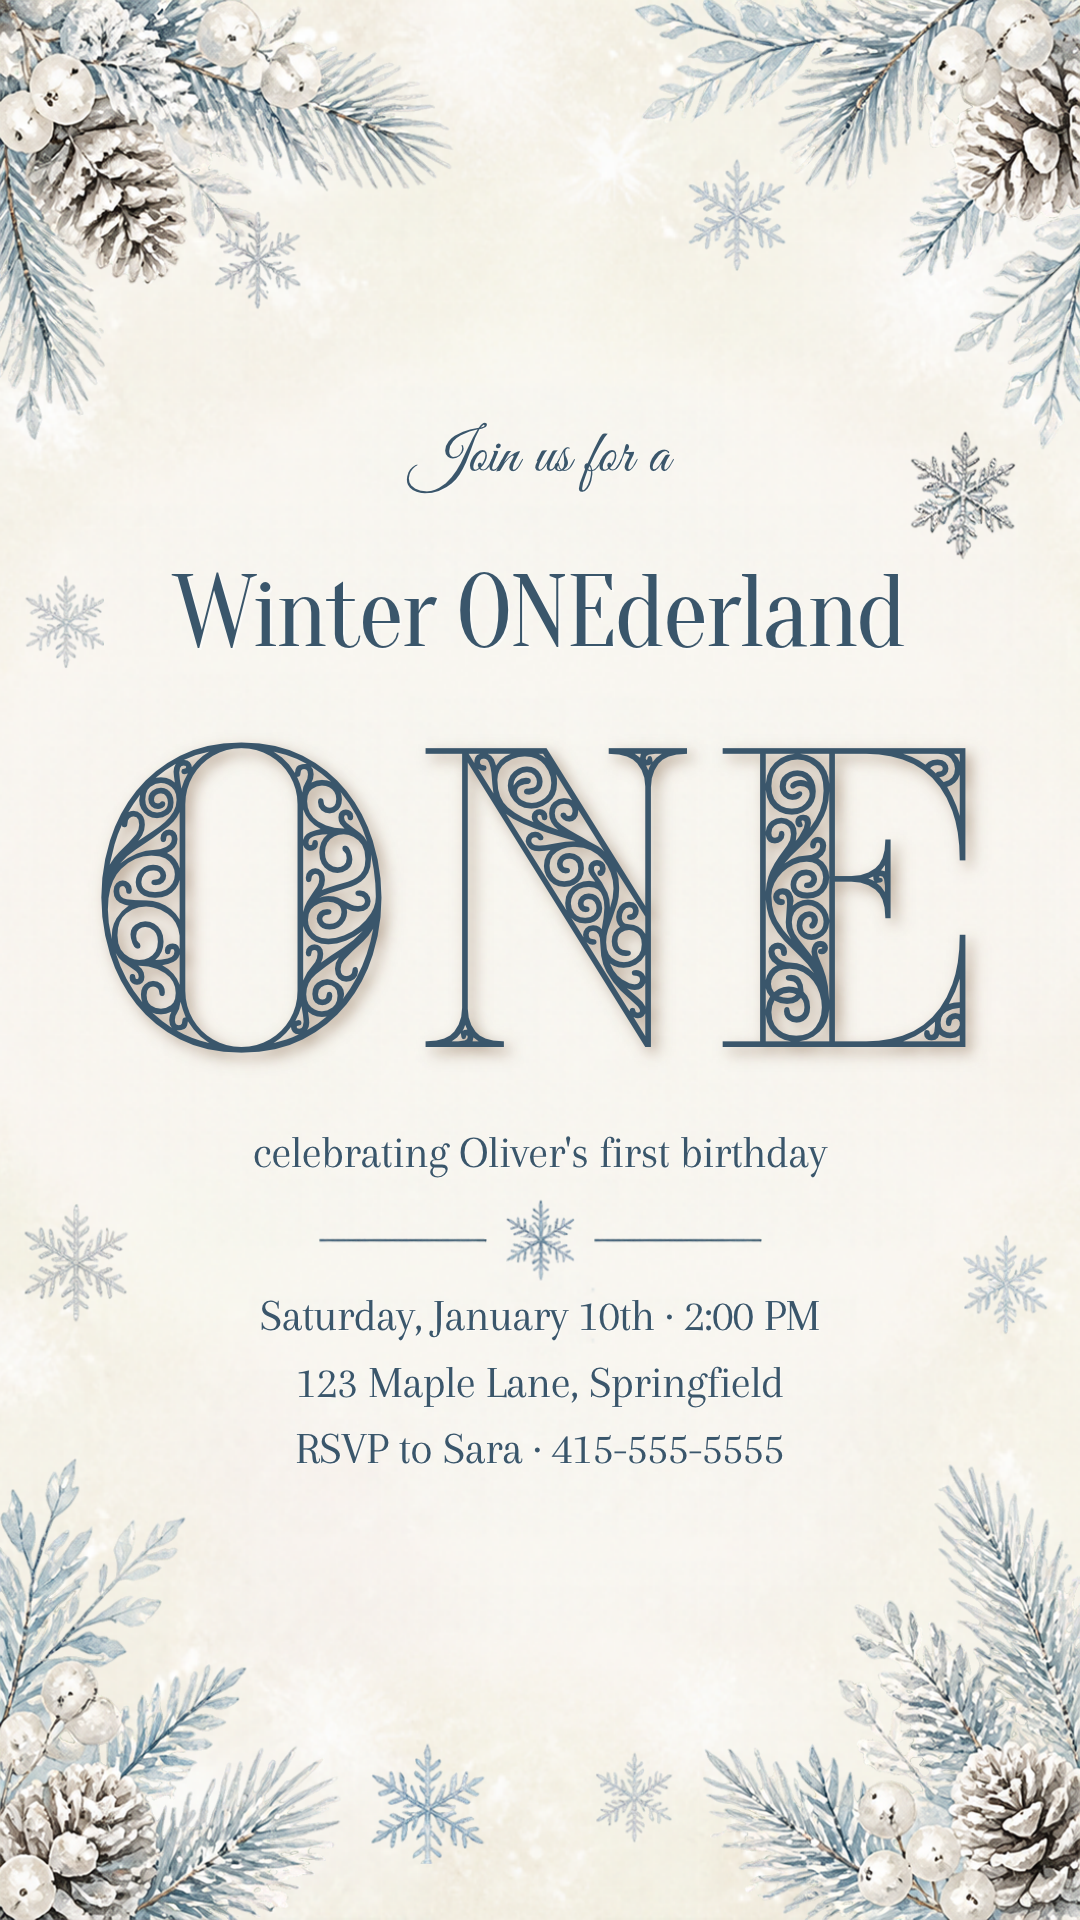 Join us for a
Winter ONEderland
ONE
celebrating Oliver's first birthday
Saturday, January 10th · 2:00 PM
123 Maple Lane, Springfield
RSVP to Sara · 415-555-5555